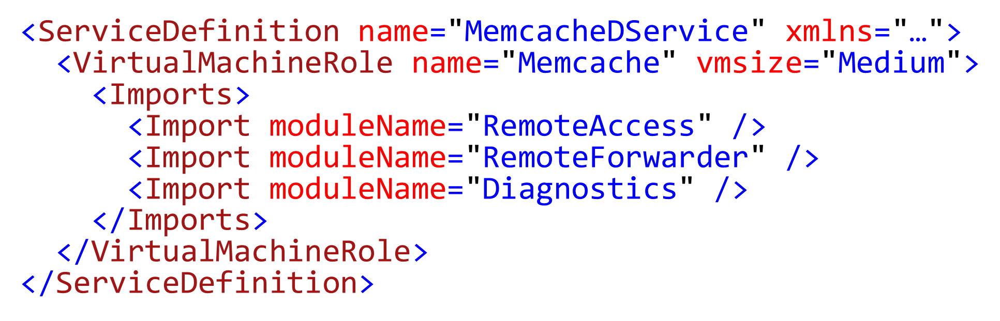 <ServiceDefinition name="MemcacheDService" xmlns="…">
  <VirtualMachineRole name="Memcache" vmsize="Medium">
    <Imports>
      <Import moduleName="RemoteAccess" />
      <Import moduleName="RemoteForwarder" />
      <Import moduleName="Diagnostics" />
    </Imports>
  </VirtualMachineRole>
</ServiceDefinition>